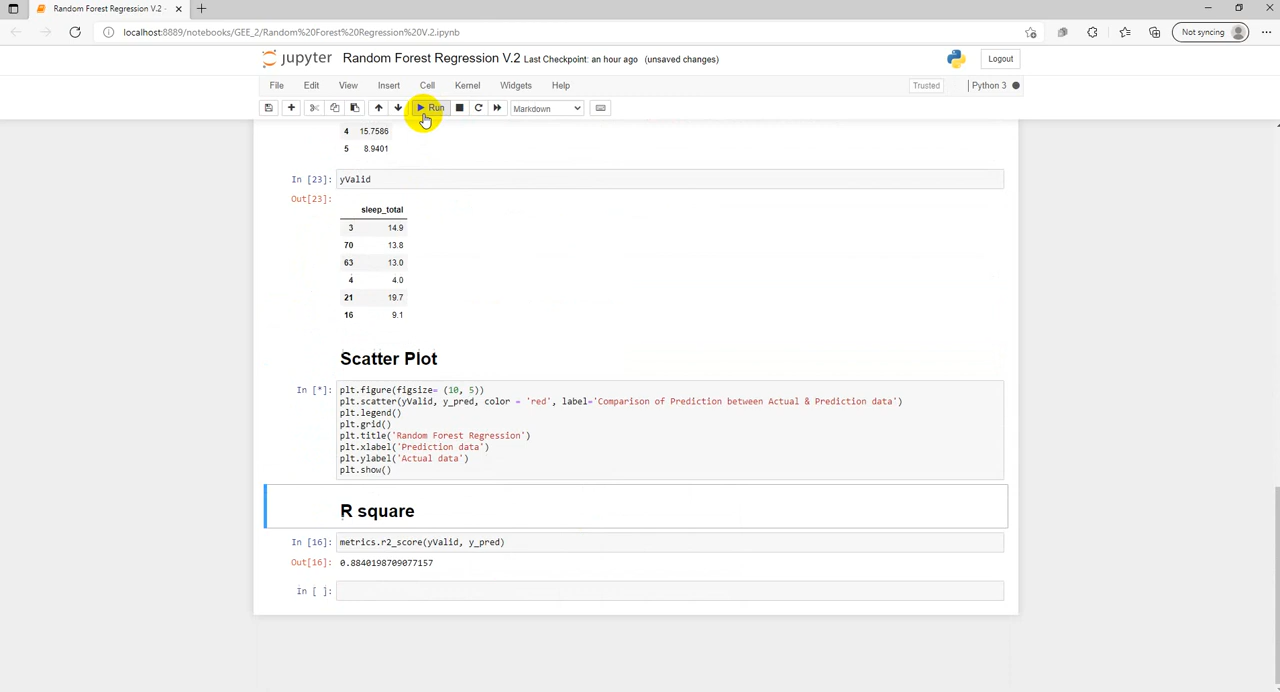 Random Forest Regression V.2 -
localhost:8889/notebooks/GEE_2/Random%20Forest%20Regression%20V.2.ipynb
Not syncing
jupyter Random Forest Regression V.2 Last Checkpoint: an hour ago (unsaved changes)
Logout
File Edit View Insert Cell Kernel Widgets Help
Trusted
Python 3
Run
Markdown
4 15.7586
5 8.9401
In [23]: yValid
Out[23]:
sleep_total
3 14.9
70 13.8
63 13.0
4 4.0
21 19.7
16 9.1
Scatter Plot
In [*]: plt.figure(figsize= (10, 5))
plt.scatter(yValid, y_pred, color = 'red', label='Comparison of Prediction between Actual & Prediction data')
plt.legend()
plt.grid()
plt.title('Random Forest Regression')
plt.xlabel('Prediction data')
plt.ylabel('Actual data')
plt.show()
R square
In [16]: metrics.r2_score(yValid, y_pred)
Out[16]: 0.8840198709077157
In [ ]: